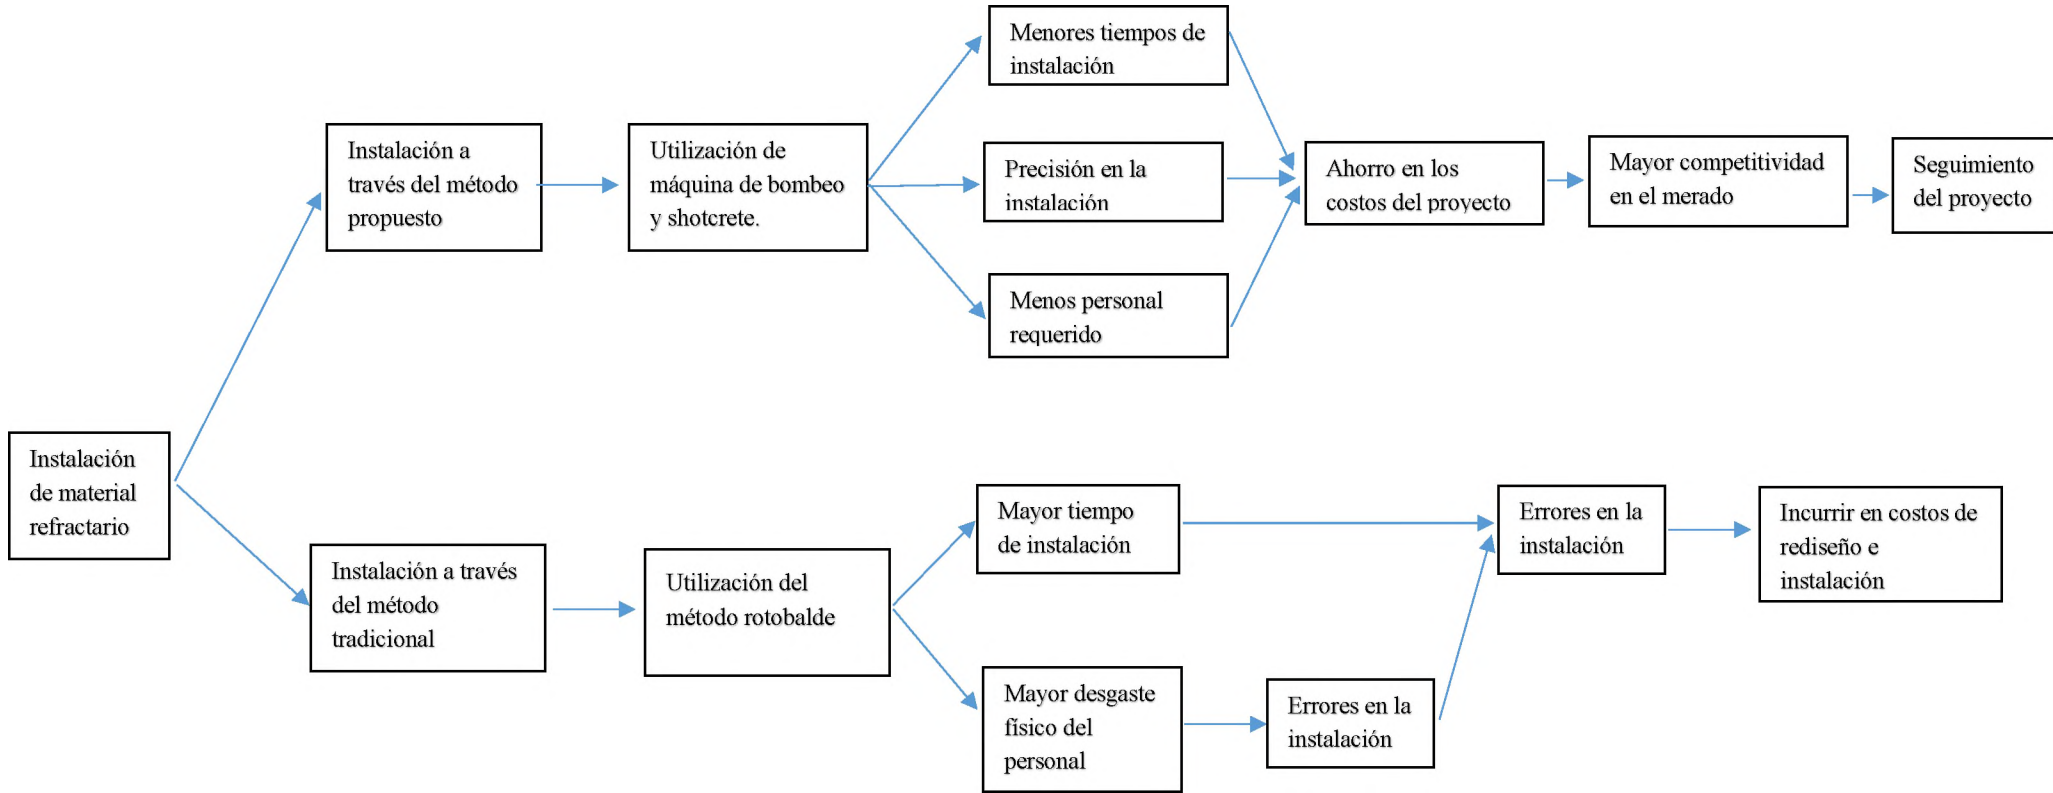 Menores tiempos de
instalación
Instalación a
través del método
propuesto
Utilización de
máquina de bombeo
y shotcrete.
Precisión en la
instalación
Ahorro en los
costos del proyecto
Mayor competitividad
en el merado
Seguimiento
del proyecto
Menos personal
requerido
Instalación
de material
refractario
Mayor tiempo
de instalación
Errores en la
instalación
Incurrir en costos de
rediseño e
instalación
Instalación a través
del método
tradicional
Utilización del
método rotobalde
Mayor desgaste
físico del
personal
Errores en la
instalación